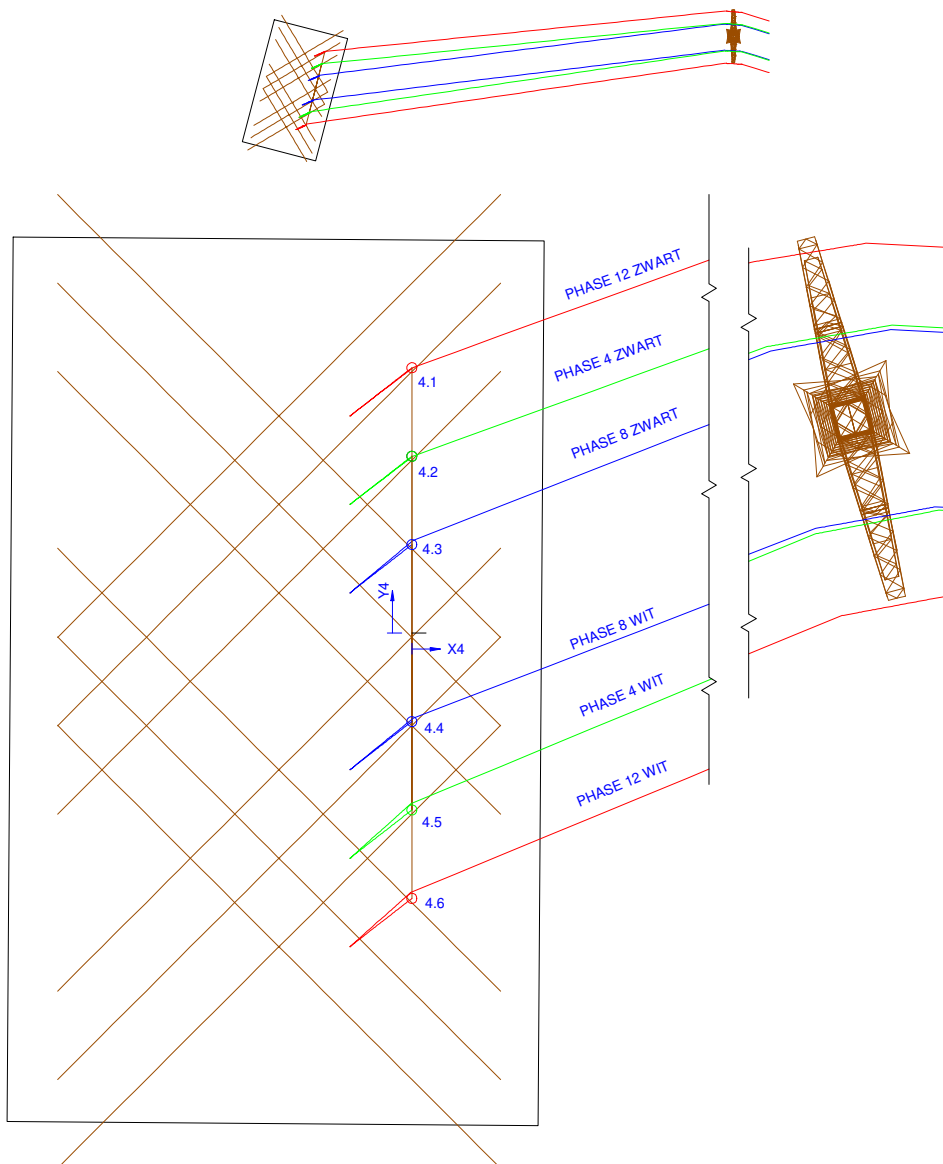 PHASE 12 ZWART
4.1
PHASE 4 ZWART
4.2
PHASE 8 ZWART
4.3
Y4
X4
PHASE 8 WIT
4.4
PHASE 4 WIT
4.5
PHASE 12 WIT
4.6